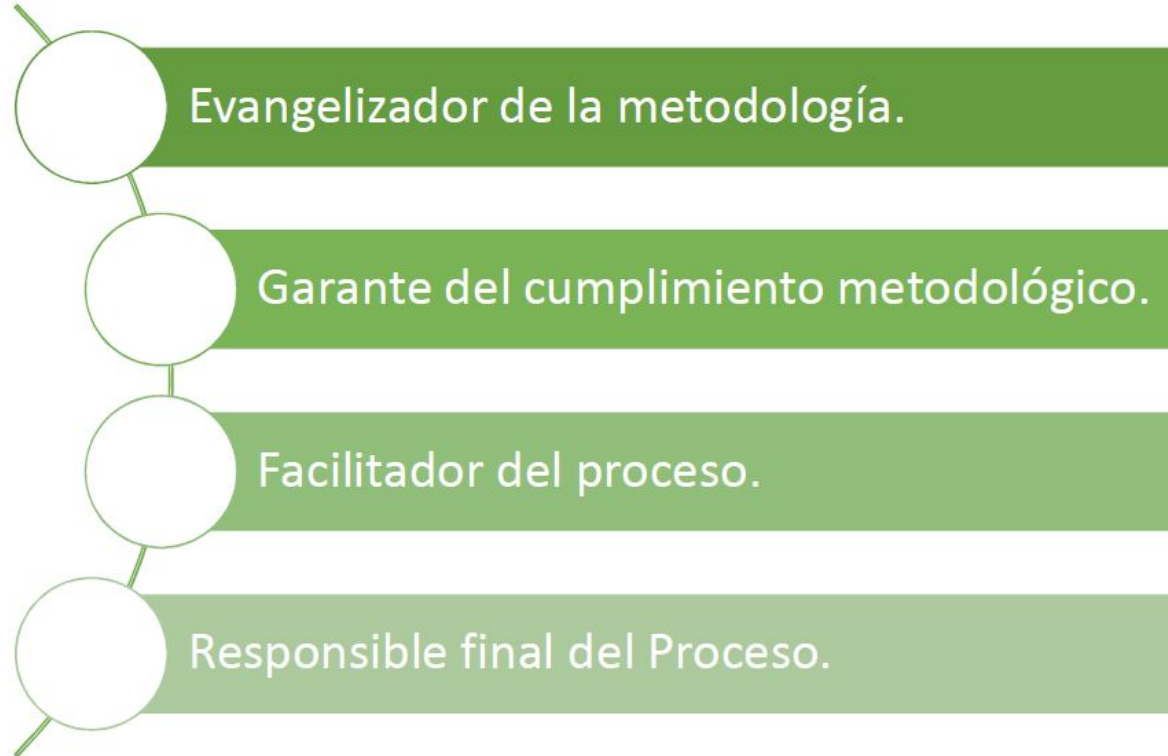 Evangelizador de la metodología.
Garante del cumplimiento metodológico.
Facilitador del proceso.
Responsible final del Proceso.